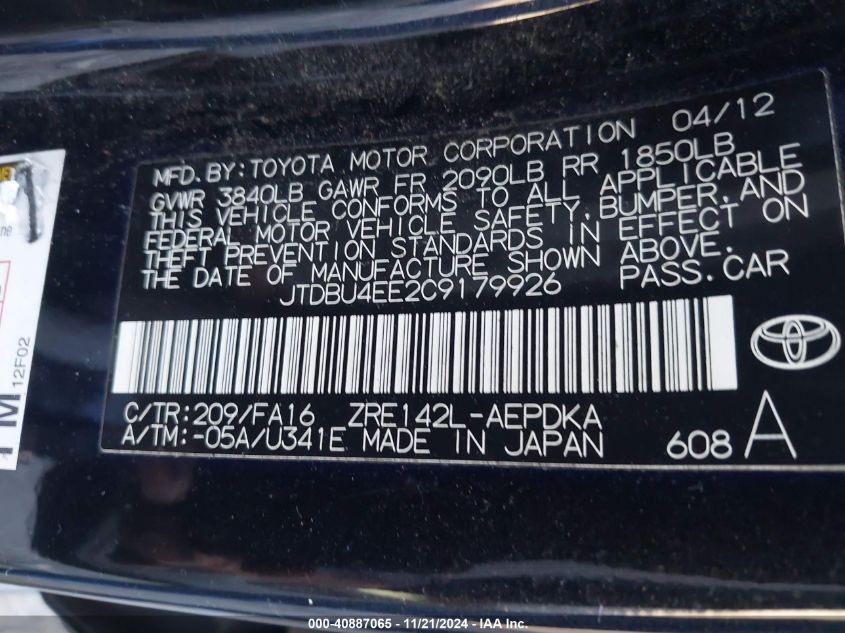 MFD. BY: TOYOTA MOTOR CORPORATION 04/12
GVWR 3840LB GAWR FR 2090LB RR 1850LB
THIS VEHICLE CONFORMS TO ALL APPLICABLE
FEDERAL MOTOR VEHICLE SAFETY, BUMPER, AND
THEFT PREVENTION STANDARDS IN EFFECT ON
THE DATE OF MANUFACTURE SHOWN ABOVE.
JTDBU4EE2C9179926 PASS. CAR
C/TR: 209/FA16 ZRE142L-AEPDKA
A/TM: -05A/U341E MADE IN JAPAN 608 A
12F02
000-40887065 - 11/21/2024 - IAA Inc.